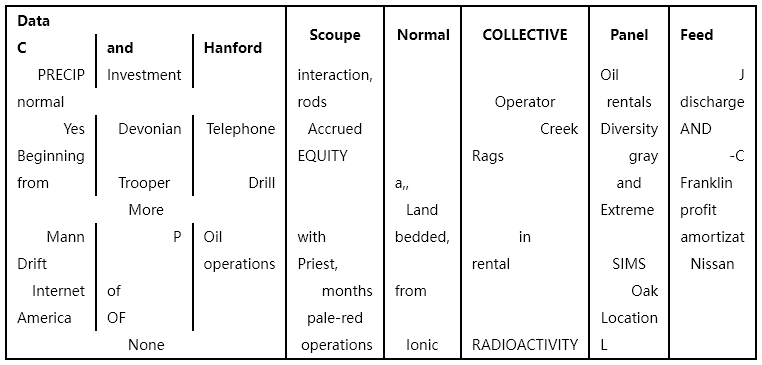 Data
C and Hanford Scoupe Normal COLLECTIVE Panel Feed
PRECIP Investment interaction, Oil J
normal rods Operator rentals discharge
Yes Devonian Telephone Accrued Creek Diversity AND
Beginning EQUITY Rags gray -C
from Trooper Drill a,, and Franklin
More Land Extreme profit
Mann P Oil with bedded, in amortizat
Drift operations Priest, rental SIMS Nissan
Internet of months from Oak
America OF pale-red Location
None operations Ionic RADIOACTIVITY L